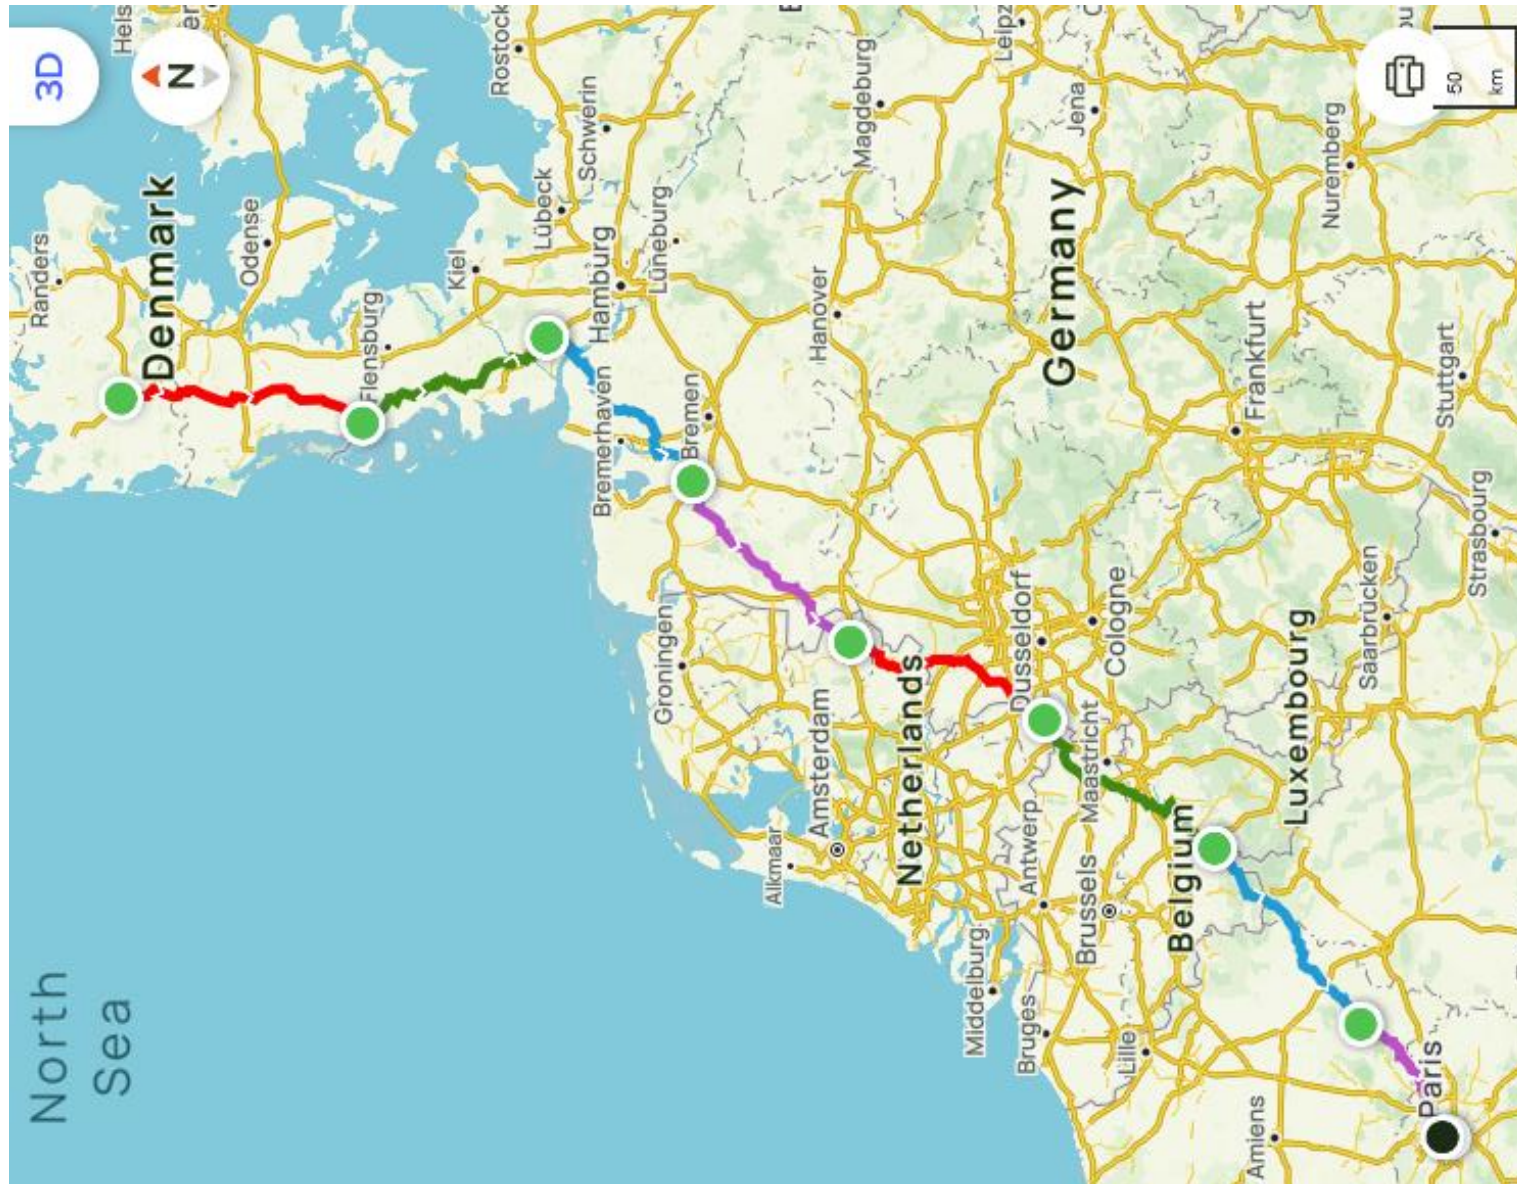 North
Randers
3D
Sea
Hels
Denmark
N
Odense
Flensburg
Kiel
Rostock
Lübeck
Schwerin
Bremerhaven
Hamburg
Lüneburg
Groningen
Bremen
Alkmaar
Amsterdam
Hanover
Magdeburg
Netherlands
Middelburg
Leipz
Dusseldorf
Bruges
Antwerp
Germany
Jena
Brussels
Maastricht
Cologne
Lille
Belgium
Frankfurt
Amiens
Luxembourg
Nuremberg
Saarbrücken
Paris
Stuttgart
50
Strasbourg
km